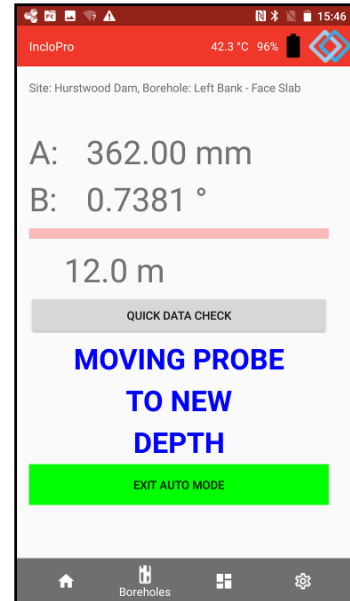 15:46
IncloPro 42.3 °C 96%
Site: Hurstwood Dam, Borehole: Left Bank - Face Slab
A: 362.00 mm
B: 0.7381 °
12.0 m
QUICK DATA CHECK
MOVING PROBE
TO NEW
DEPTH
EXIT AUTO MODE
Boreholes